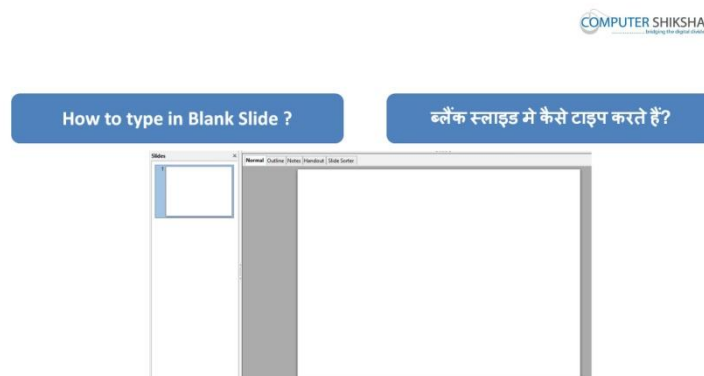 COMPUTER SHIKSHA
bridging the digital divide
How to type in Blank Slide ?
ब्लैंक स्लाइड मे कैसे टाइप करते हैं?
Slides
Normal Outline Notes Handout Slide Sorter
1